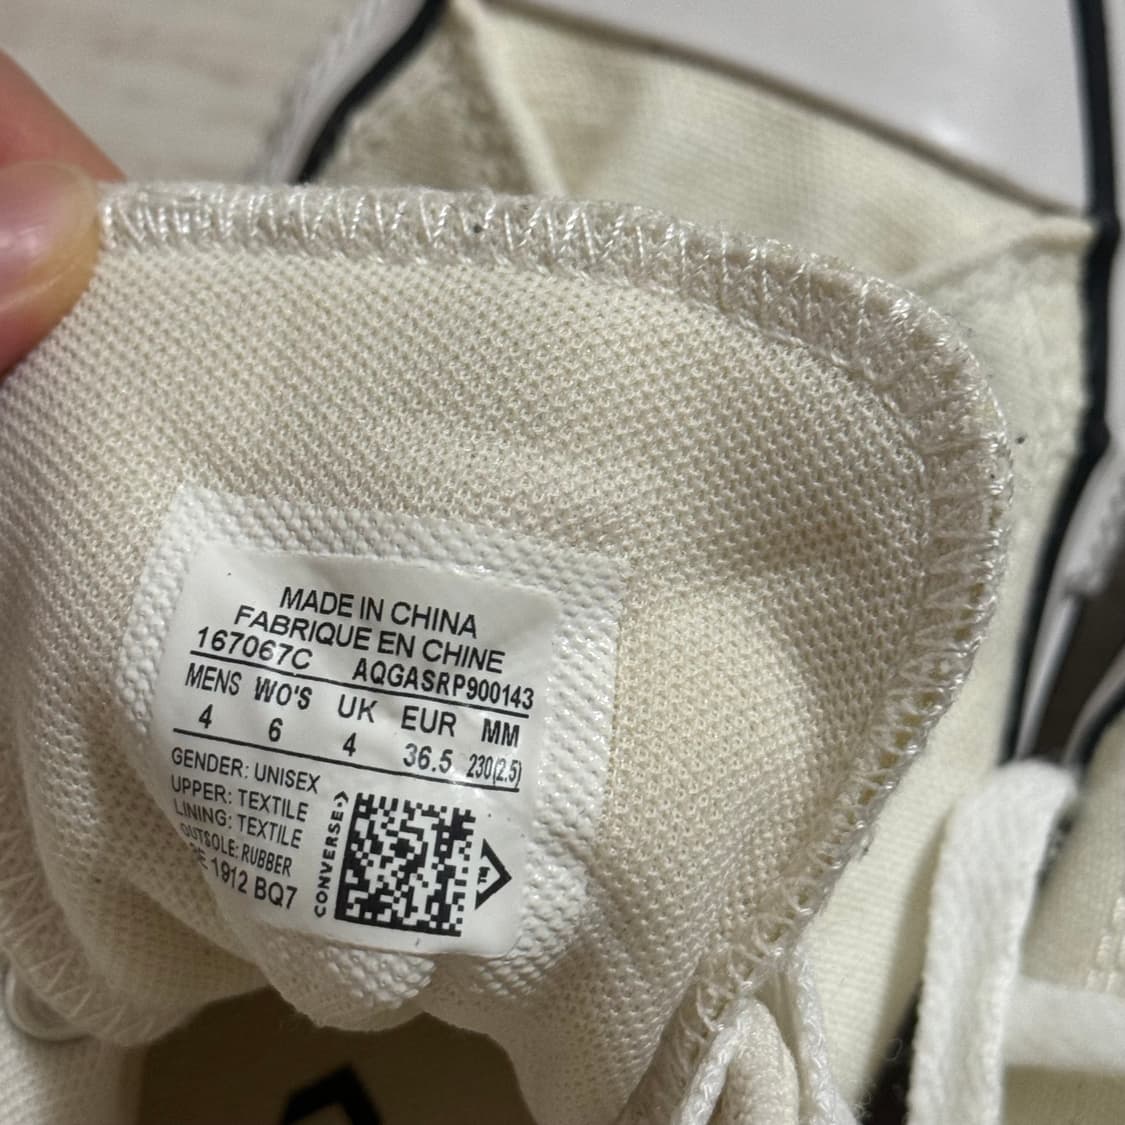 MADE IN CHINA
FABRIQUE EN CHINE
167067C AQGASRP900143
MENS WO'S UK EUR MM
4 6 4 36.5 230(2.5)
GENDER: UNISEX
UPPER: TEXTILE
LINING: TEXTILE
OUTSOLE: RUBBER
1912 BQ7
CONVERSE